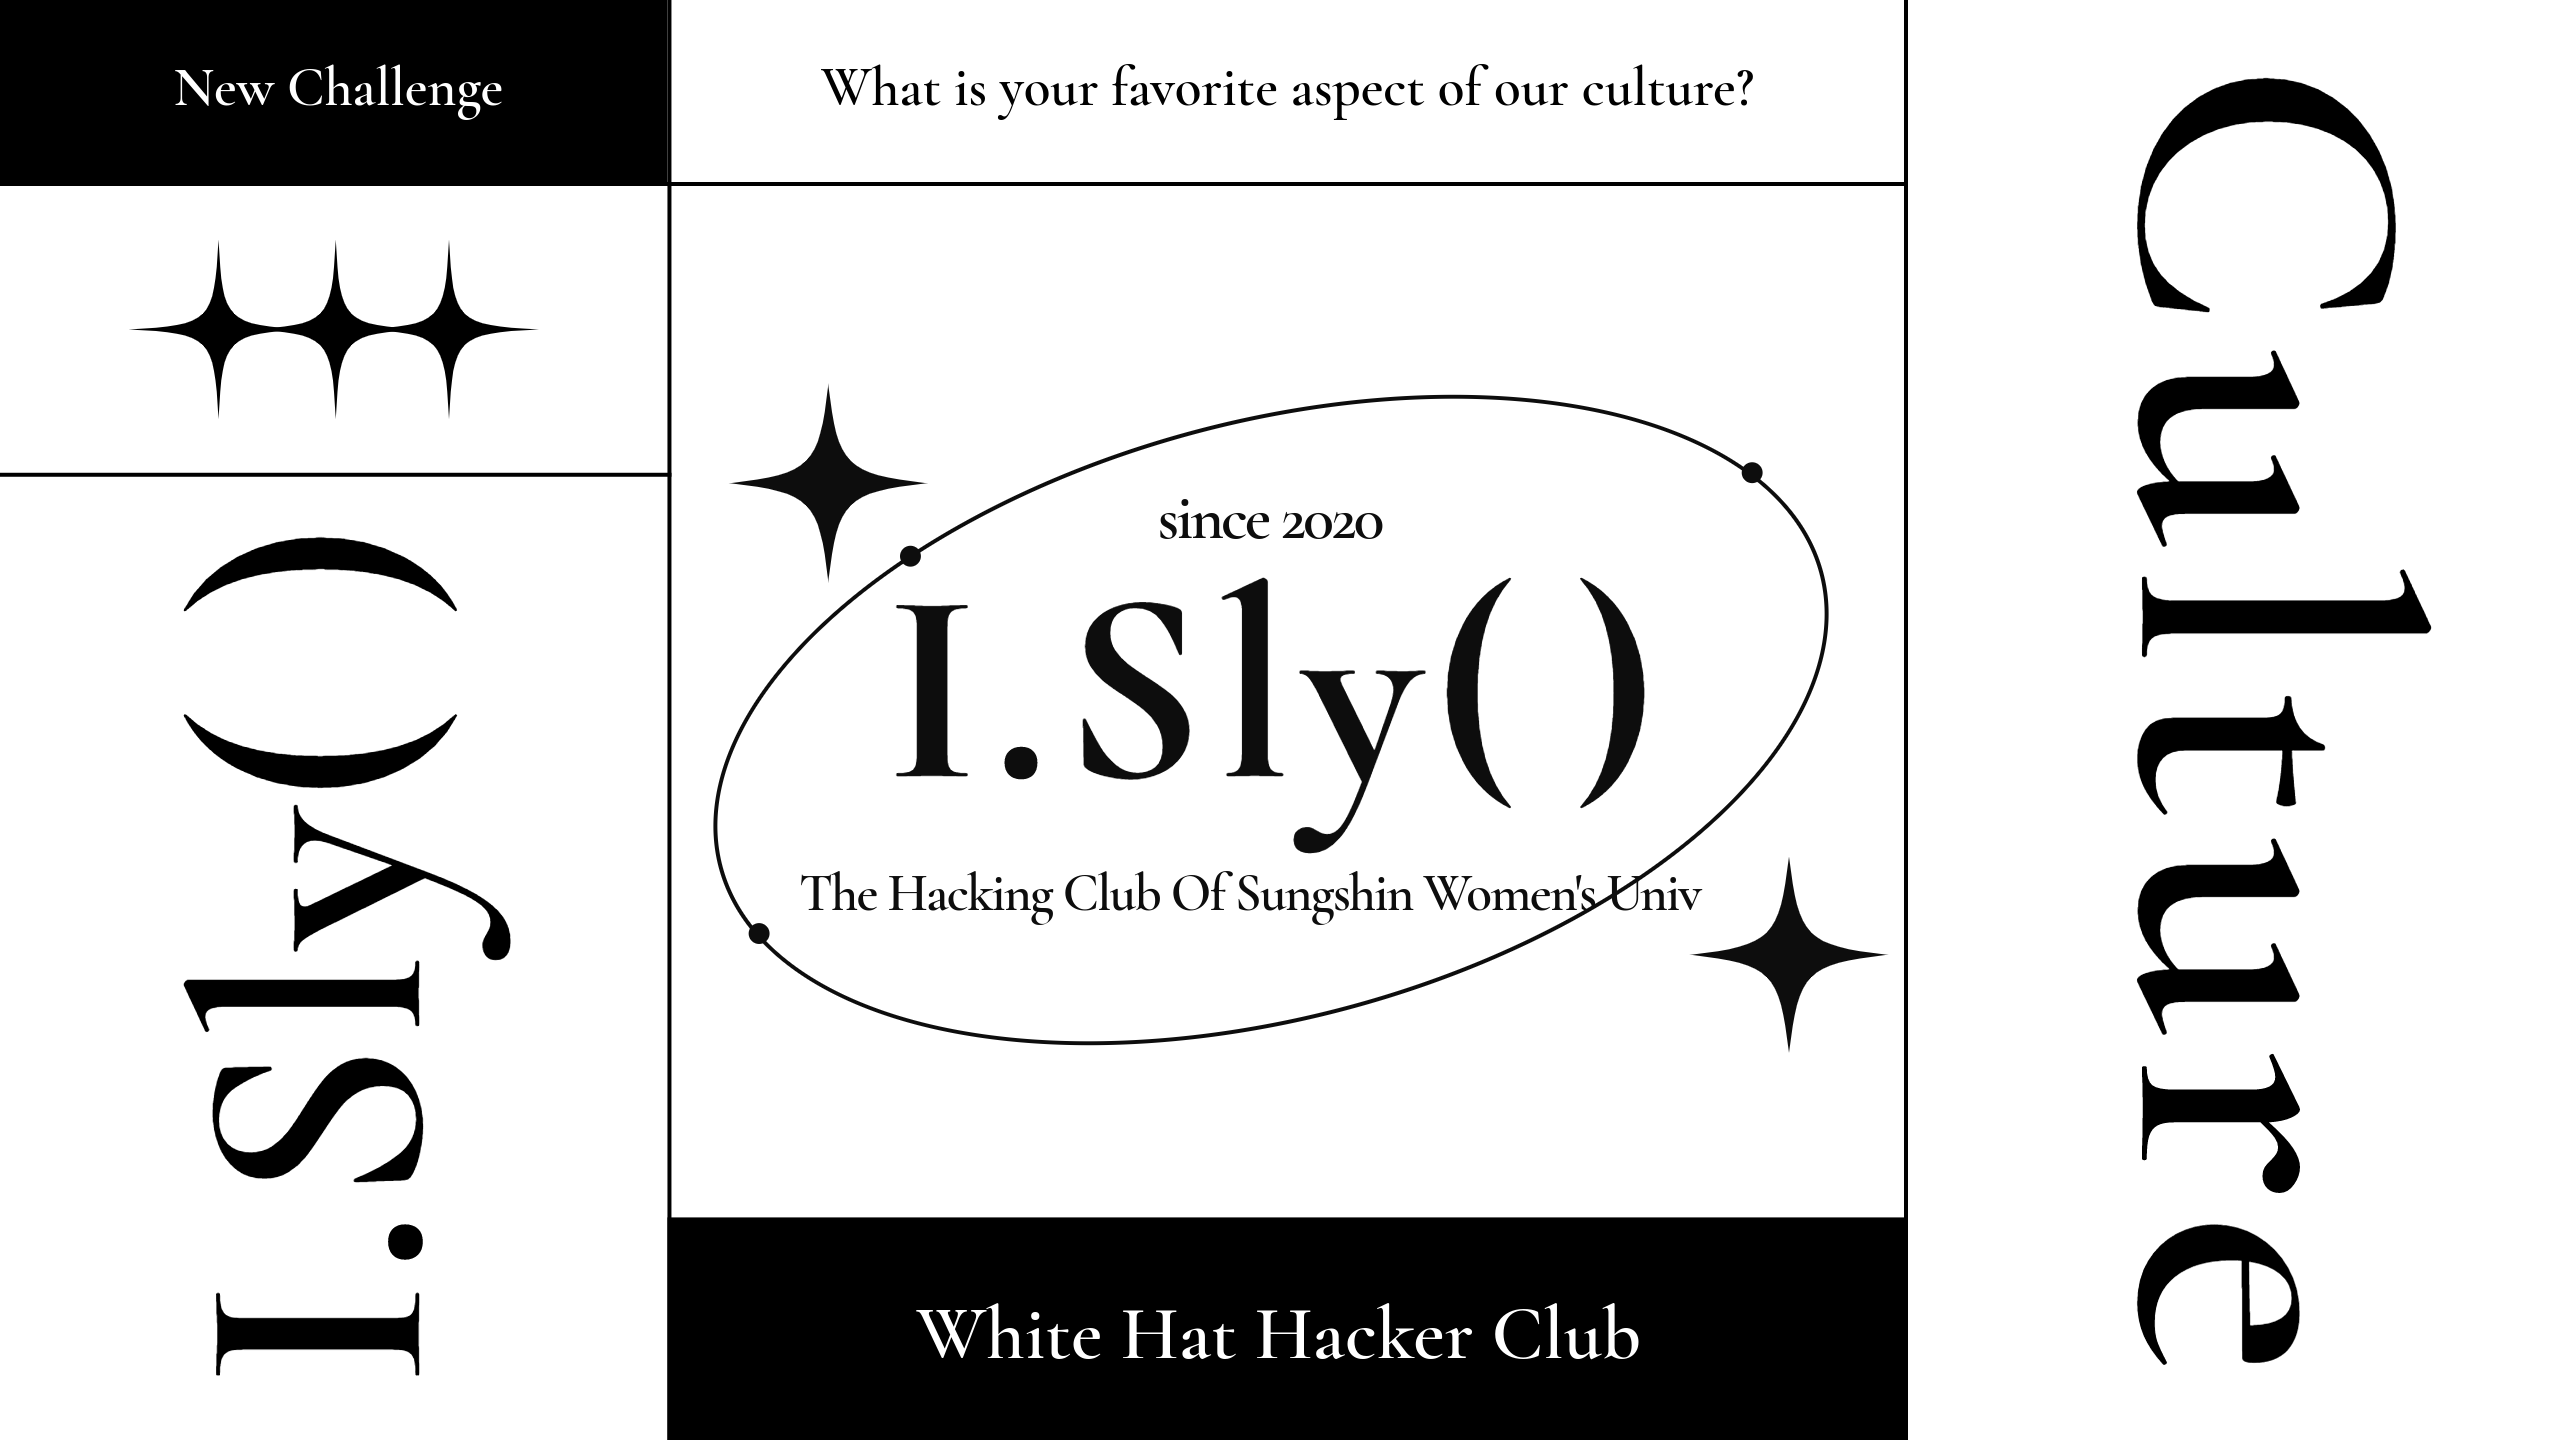 New Challenge
What is your favorite aspect of our culture?
I.Sly()
since 2020
I.Sly()
The Hacking Club Of Sungshin Women's Univ
White Hat Hacker Club
Culture